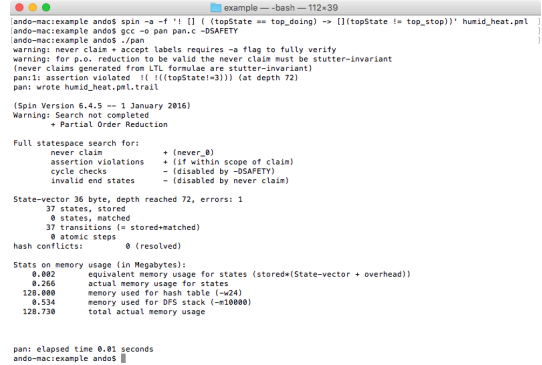 example — -bash — 112×39
[ando-mac:example ando$ spin -a -f '! [] ( (topState == top_doing) -> [](topState != top_stop))' humid_heat.pml ]
[ando-mac:example ando$ gcc -o pan pan.c -DSAFETY ]
[ando-mac:example ando$ ./pan ]
warning: never claim + accept labels requires -a flag to fully verify
warning: for p.o. reduction to be valid the never claim must be stutter-invariant
(never claims generated from LTL formulae are stutter-invariant)
pan:1: assertion violated  !( !((topState!=3))) (at depth 72)
pan: wrote humid_heat.pml.trail
(Spin Version 6.4.5 -- 1 January 2016)
Warning: Search not completed
+ Partial Order Reduction
Full statespace search for:
never claim + (never_0)
assertion violations + (if within scope of claim)
cycle checks - (disabled by -DSAFETY)
invalid end states - (disabled by never claim)
State-vector 36 byte, depth reached 72, errors: 1
37 states, stored
0 states, matched
37 transitions (= stored+matched)
0 atomic steps
hash conflicts: 0 (resolved)
Stats on memory usage (in Megabytes):
0.002 equivalent memory usage for states (stored*(State-vector + overhead))
0.266 actual memory usage for states
128.000 memory used for hash table (-w24)
0.534 memory used for DFS stack (-m10000)
128.730 total actual memory usage
pan: elapsed time 0.01 seconds
ando-mac:example ando$